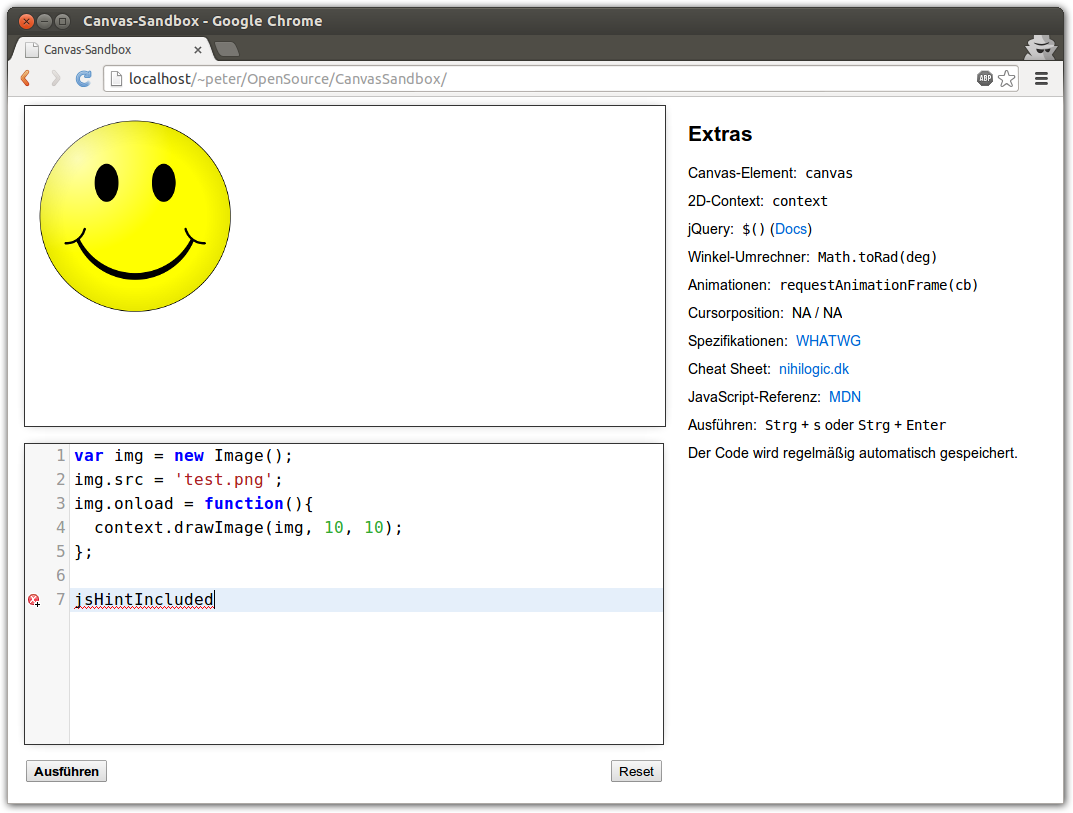 Canvas-Sandbox - Google Chrome
Canvas-Sandbox
localhost/~peter/OpenSource/CanvasSandbox/
ABP
Extras
Canvas-Element: canvas
2D-Context: context
jQuery: $() (Docs)
Winkel-Umrechner: Math.toRad(deg)
Animationen: requestAnimationFrame(cb)
Cursorposition: NA / NA
Spezifikationen: WHATWG
Cheat Sheet: nihilogic.dk
JavaScript-Referenz: MDN
Ausführen: Strg + s oder Strg + Enter
Der Code wird regelmäßig automatisch gespeichert.
1 var img = new Image();
2 img.src = 'test.png';
3 img.onload = function(){
4   context.drawImage(img, 10, 10);
5 };
6
7 jsHintIncluded
Ausführen
Reset